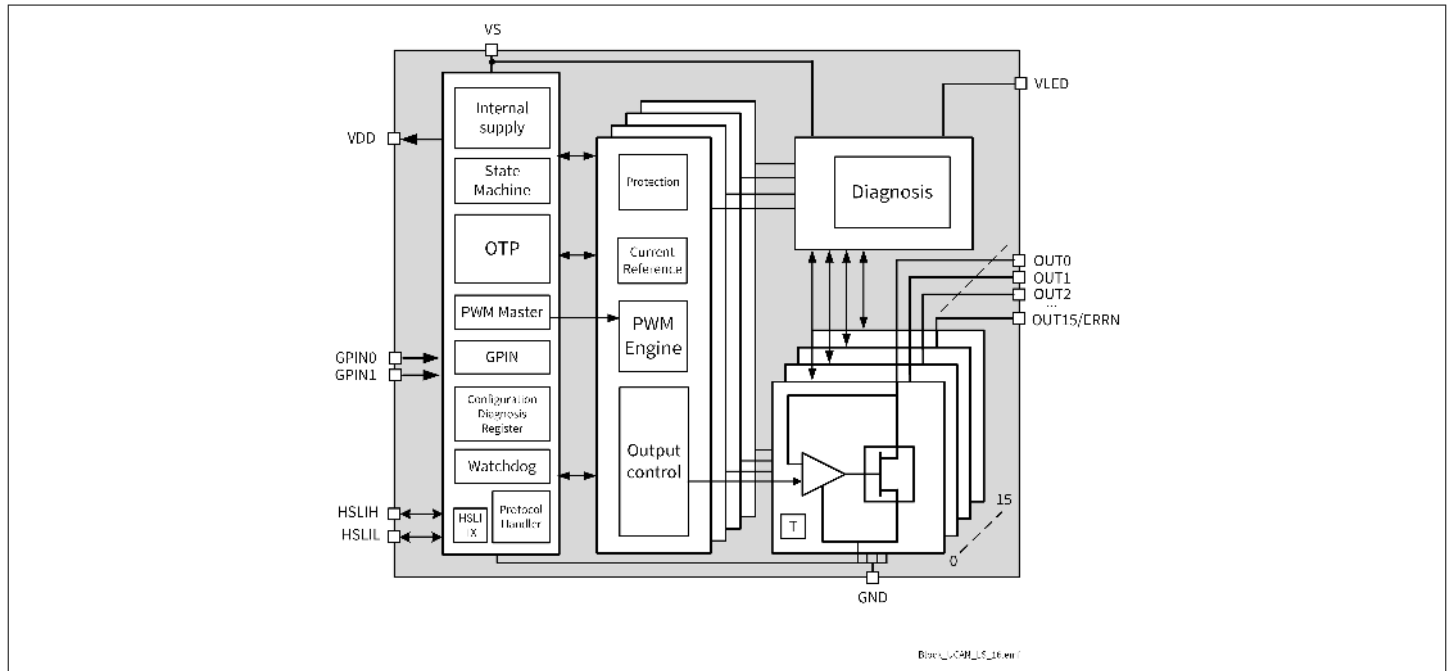 VS
VLED
VDD
Internal
supply
State
Machine
OTP
PWM Master
GPIN
Configuration
Diagnosis
Register
Watchdog
HSLI
Protocol
Handler
GPIN0
GPIN1
HSLIH
HSLIL
Protection
Current
Reference
PWM
Engine
Output
control
Diagnosis
OUT0
OUT1
OUT2
...
OUT15/ERRN
T
15
0
GND